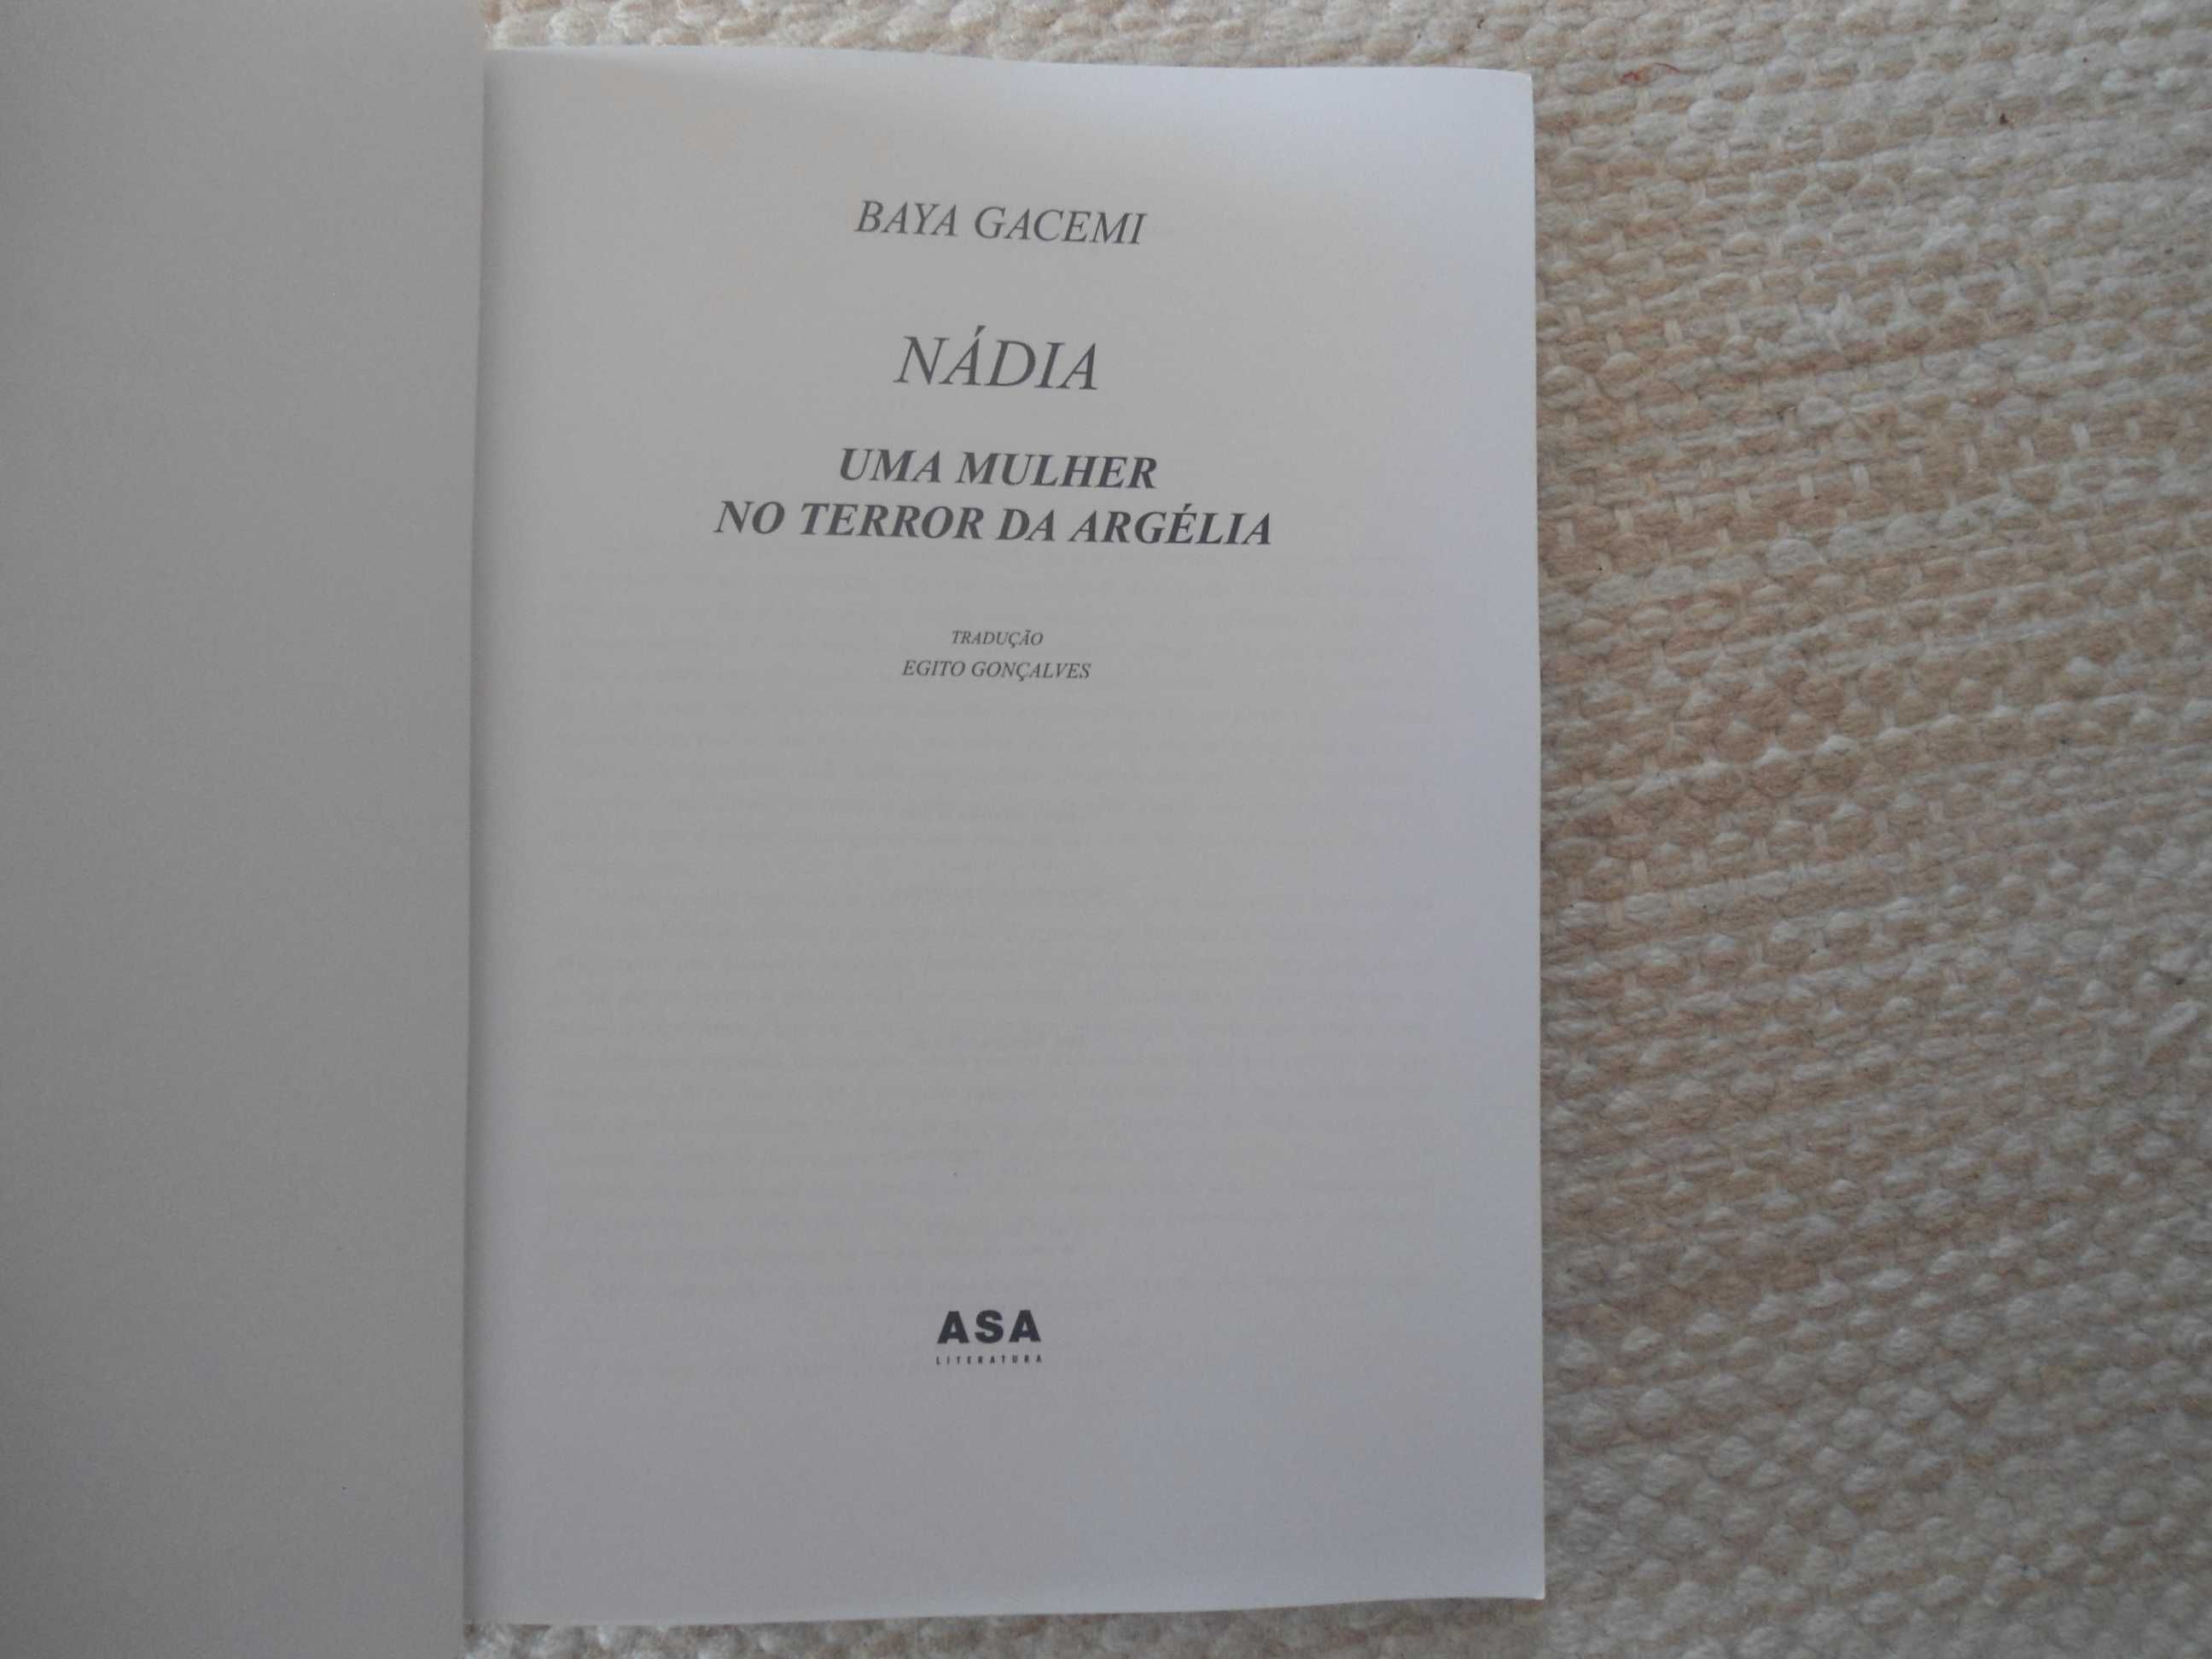 BAYA GACEMI
NÁDIA
UMA MULHER
NO TERROR DA ARGÉLIA
TRADUÇÃO
EGITO GONÇALVES
ASA
LITERATURA